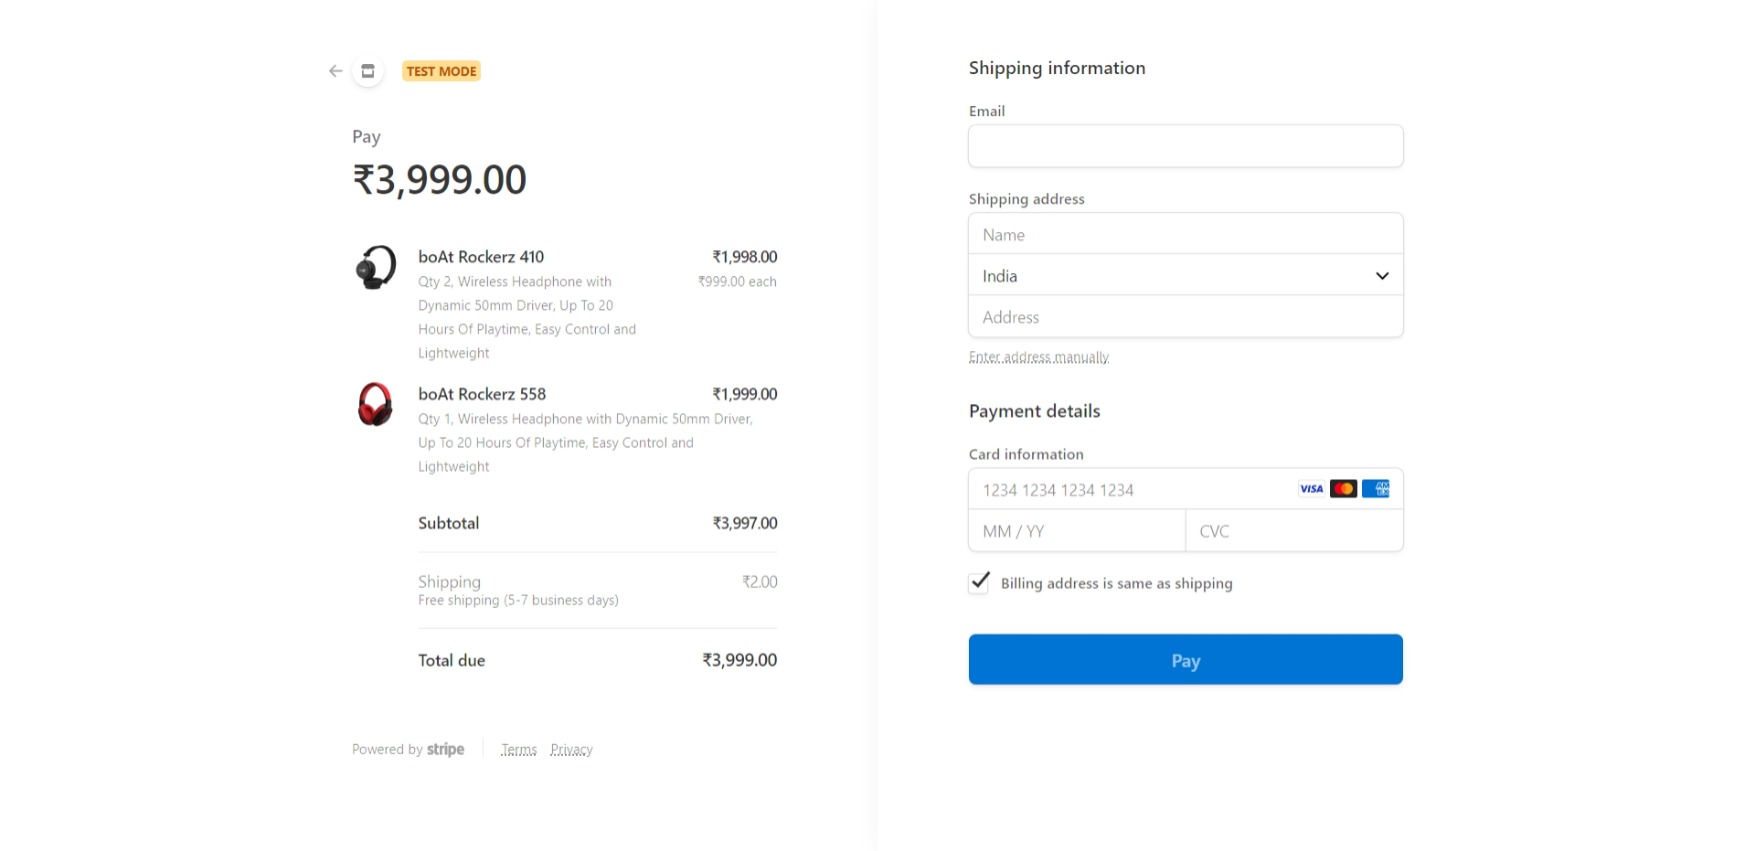 TEST MODE
Pay
₹3,999.00
boAt Rockerz 410 ₹1,998.00
Qty 2, Wireless Headphone with ₹999.00 each
Dynamic 50mm Driver, Up To 20
Hours Of Playtime, Easy Control and
Lightweight
boAt Rockerz 558 ₹1,999.00
Qty 1, Wireless Headphone with Dynamic 50mm Driver,
Up To 20 Hours Of Playtime, Easy Control and
Lightweight
Subtotal ₹3,997.00
Shipping ₹2.00
Free shipping (5-7 business days)
Total due ₹3,999.00
Powered by stripe Terms Privacy
Shipping information
Email
Shipping address
Name
India
Address
Enter address manually
Payment details
Card information
1234 1234 1234 1234 VISA AMEX
MM / YY CVC
Billing address is same as shipping
Pay